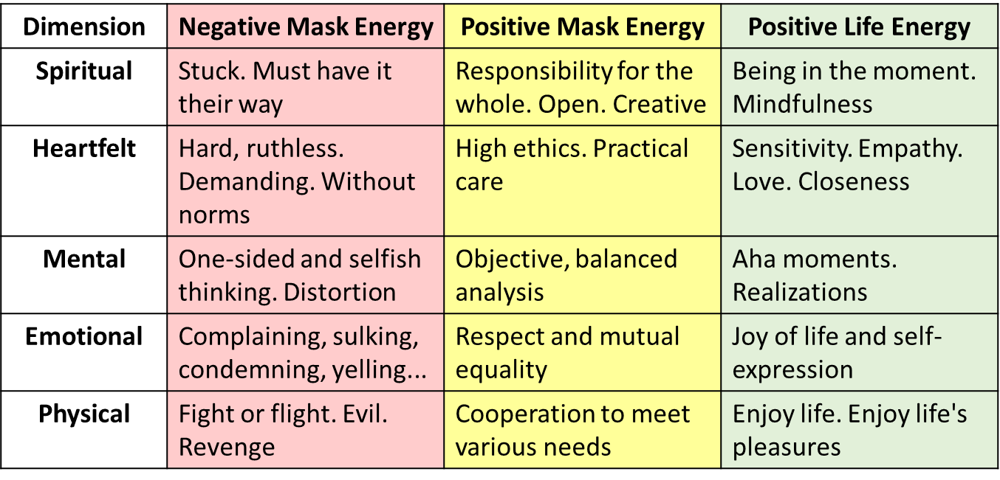 Dimension Negative Mask Energy Positive Mask Energy Positive Life Energy
Spiritual Stuck. Must have it Responsibility for the Being in the moment.
their way whole. Open. Creative Mindfulness
Heartfelt Hard, ruthless. High ethics. Practical Sensitivity. Empathy.
Demanding. Without care Love. Closeness
norms
Mental One-sided and selfish Objective, balanced Aha moments.
thinking. Distortion analysis Realizations
Emotional Complaining, sulking, Respect and mutual Joy of life and self-
condemning, yelling... equality expression
Physical Fight or flight. Evil. Cooperation to meet Enjoy life. Enjoy life's
Revenge various needs pleasures